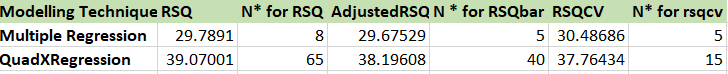 Modelling Technique RSQ N* for RSQ AdjustedRSQ N * for RSQbar RSQCV N* for rsqcv
Multiple Regression 29.7891 8 29.67529 5 30.48686 5
QuadXRegression 39.07001 65 38.19608 40 37.76434 15